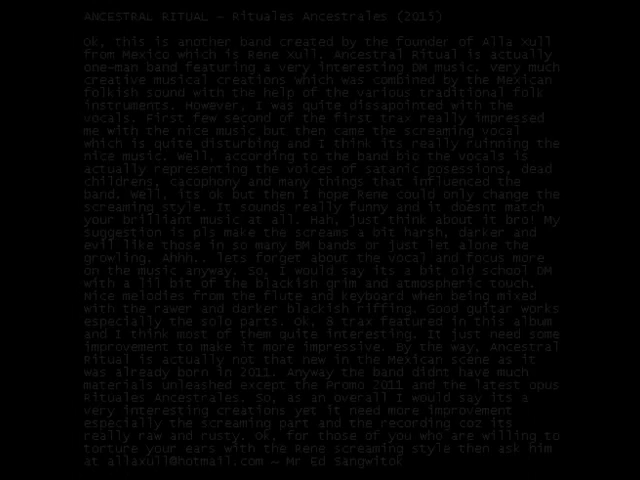 ANCESTRAL RITUAL ~ Rituales Ancestrales (2015)
Ok, this is another band created by the founder of Alla Xull
from Mexico which is Rene Xull. Ancestral Ritual is actually
one-man band featuring a very interesting DM music. very much
creative musical creations which was combined by the Mexican
folkish sound with the help of the various traditional folk
instruments. However, I was quite dissapointed with the
vocals. First few second of the first trax really impressed
me with the nice music but then came the screaming vocal
which is quite disturbing and I think its really ruinning the
nice music. Well, according to the band bio the vocals is
actually representing the voices of satanic posessions, dead
childrens, cacophony and many things that influenced the
band. Well, its ok but then I hope Rene could only change the
screaming style. It sounds really funny and it doesnt match
your brilliant music at all. Hah, just think about it bro! My
suggestion is pls make the screams a bit harsh, darker and
evil like those in so many BM bands or just let alone the
growling. Ahhh.. lets forget about the vocal and focus more
on the music anyway. So, I would say its a bit old school DM
with a lil bit of the blackish grim and atmospheric touch.
Nice melodies from the flute and keyboard when being mixed
with the rawer and darker blackish riffing. Good guitar works
especially the solo parts. Ok, 8 trax featured in this album
and I think most of them quite interesting. It just need some
improvement to make it more impressive. By the way, Ancestral
Ritual is actually not that new in the Mexican scene as it
was already born in 2011. Anyway the band didnt have much
materials unleashed except the Promo 2011 and the latest opus
Rituales Ancestrales. So, as an overall I would say its a
very interesting creations yet it need more improvement
especially the screaming part and the recording coz its
really raw and rusty. Ok, for those of you who are willing to
torture your ears with the Rene screaming style then ask him
at allaxull@hotmail.com ~ Mr Ed Sangwitok